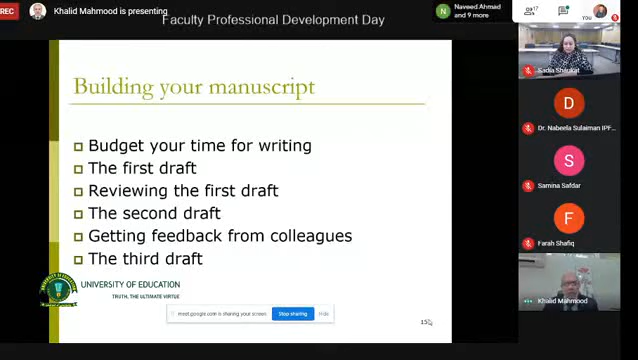 REC
Khalid Mahmood is presenting
Naveed Ahmad
and 9 more
17
YOU
Faculty Professional Development Day
Building your manuscript
Budget your time for writing
The first draft
Reviewing the first draft
The second draft
Getting feedback from colleagues
The third draft
UNIVERSITY OF EDUCATION
TRUTH, THE ULTIMATE VIRTUE
meet.google.com is sharing your screen.
Stop sharing
Hide
15
N
Sadia Shaukat
D
Dr. Nabeela Sulaiman IPF...
S
Samina Safdar
F
Farah Shafiq
Khalid Mahmood